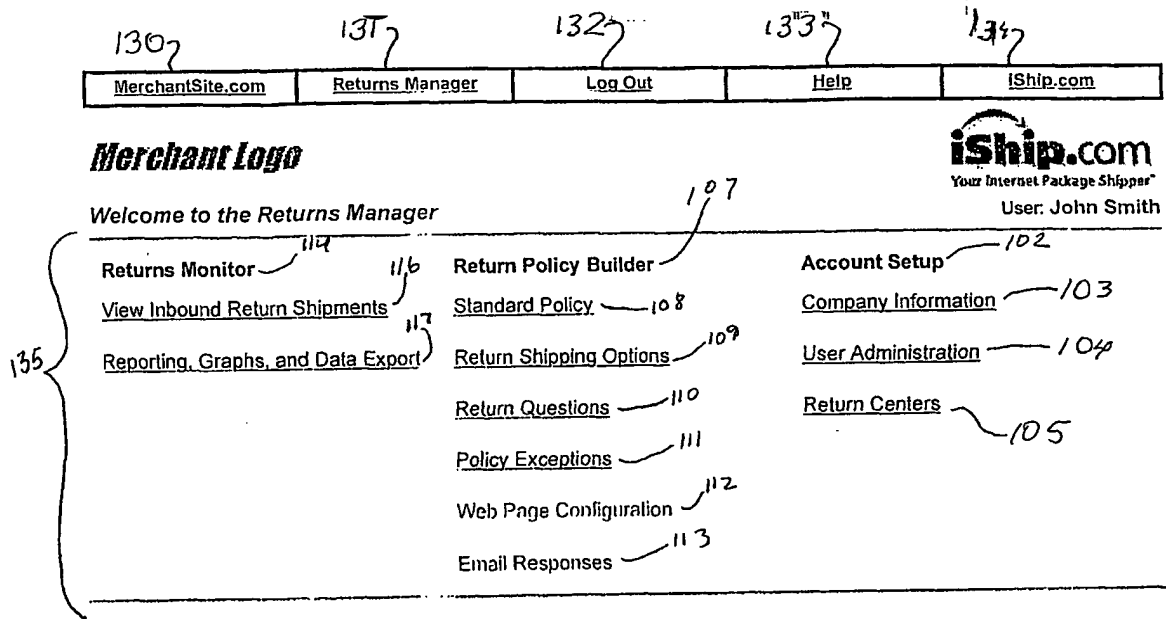 130 131 132 133 134
MerchantSite.com Returns Manager Log Out Help iShip.com
Merchant Logo
iShip.com
Your Internet Package Shipper
Welcome to the Returns Manager
107
User: John Smith
Returns Monitor 114 Return Policy Builder Account Setup 102
View Inbound Return Shipments 116 Standard Policy 108 Company Information 103
Reporting, Graphs, and Data Export 117 Return Shipping Options 109 User Administration 104
135
Return Questions 110 Return Centers 105
Policy Exceptions 111
Web Page Configuration 112
Email Responses 113